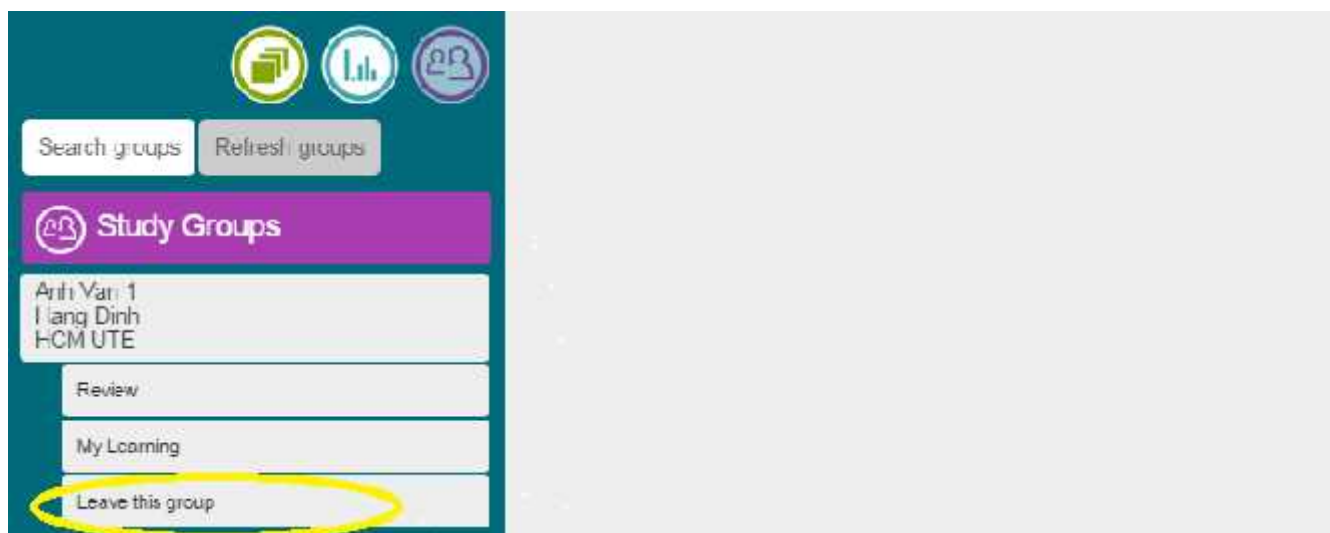 Search groups
Refresh groups
Study Groups
Anh Van 1
Hang Dinh
HCM UTE
Review
My Learning
Leave this group